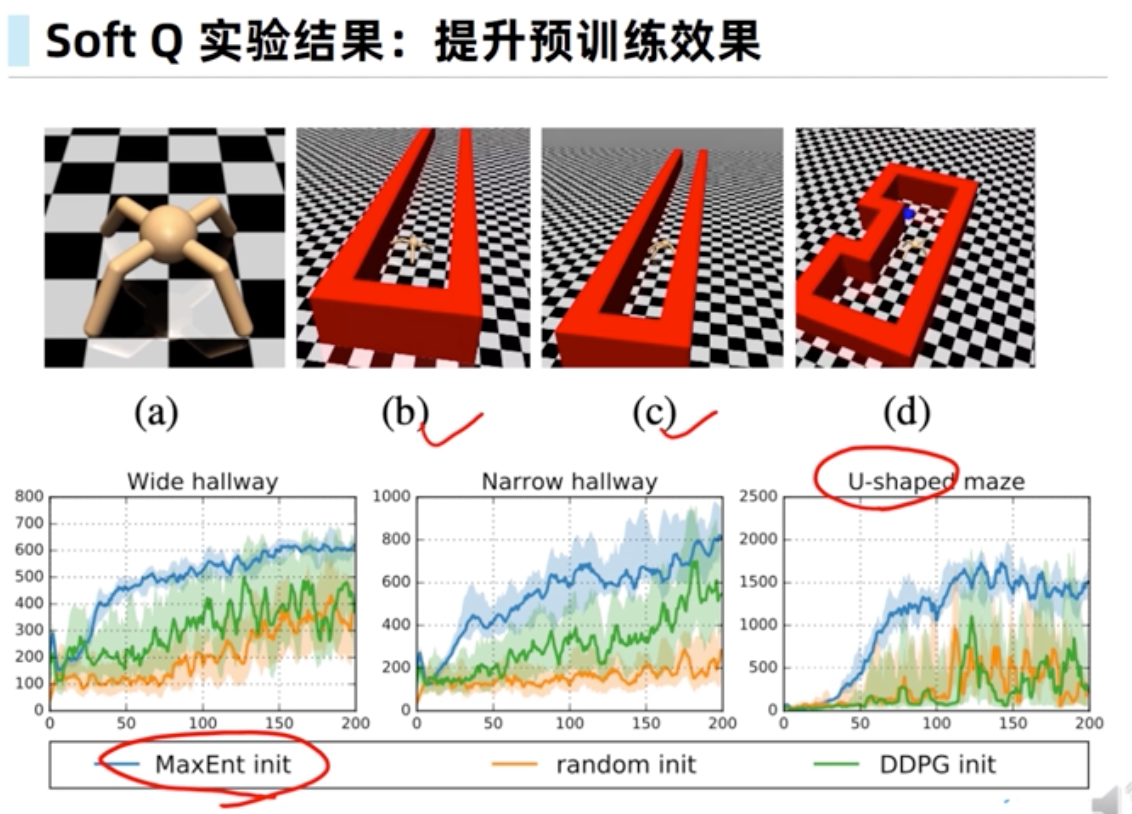 Soft Q 实验结果：提升预训练效果
(a) (b) (c) (d)
Wide hallway
800
700
600
500
400
300
200
100
0
0 50 100 150 200
Narrow hallway
1000
800
600
400
200
0
0 50 100 150 200
U-shaped maze
2500
2000
1500
1000
500
0
0 50 100 150 200
MaxEnt init random init DDPG init